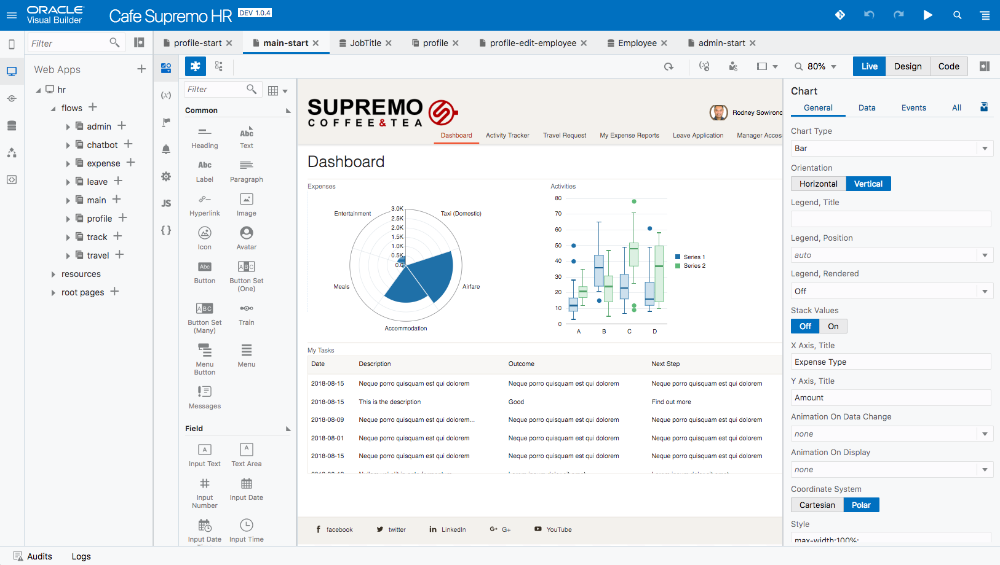 ORACLE
Visual Builder
Cafe Supremo HR
DEV 1.0.4
Filter
profile-start
main-start
JobTitle
profile
profile-edit-employee
Employee
admin-start
Web Apps
hr
flows
admin
chatbot
expense
leave
main
profile
track
travel
resources
root pages
(x)
JS
{ }
80%
Live
Design
Code
Filter
Common
Heading
Abc
Text
Abc
Label
Paragraph
Hyperlink
Image
Icon
Avatar
Abc
Button
ABC
Button Set
(One)
ABC
Button Set
(Many)
Train
Menu
Button
Menu
Messages
Field
A
Input Text
A
Text Area
Input
Number
Input Date
Input Date
Input Time
SUPREMO
COFFEE&TEA
Rodney Sowirono
Dashboard
Activity Tracker
Travel Request
My Expense Reports
Leave Application
Manager Acces
Dashboard
Expenses
Entertainment
3.0K
2.5K
2.0K
1.5K
1.0K
0.5K
0.0
Taxi (Domestic)
Meals
Airfare
Accommodation
Activities
80
70
60
50
40
30
20
10
0
A B C D
Series 1
Series 2
My Tasks
Date Description Outcome Next Step
2018-08-15 Neque porro quisquam est qui dolorem Neque porro quisquam est qui dolorem Neque porro quisquam est qui dolorem
2018-08-15 This is the description Good Find out more
2018-08-09 Neque porro quisquam est qui dolorem... Neque porro quisquam est qui dolorem Neque porro quisquam est qui dolorem
2018-08-01 Neque porro quisquam est qui dolorem Neque porro quisquam est qui dolorem Neque porro quisquam est qui dolorem
2018-08-15 Neque porro quisquam est qui dolorem Neque porro quisquam est qui dolorem Neque porro quisquam est qui dolorem
facebook
twitter
LinkedIn
G+
YouTube
Chart
General
Data
Events
All
Chart Type
Bar
Orientation
Horizontal
Vertical
Legend, Title
Legend, Position
auto
Legend, Rendered
Off
Stack Values
Off
On
X Axis, Title
Expense Type
Y Axis, Title
Amount
Animation On Data Change
none
Animation On Display
none
Coordinate System
Cartesian
Polar
Style
max-width:100%;
Audits
Logs